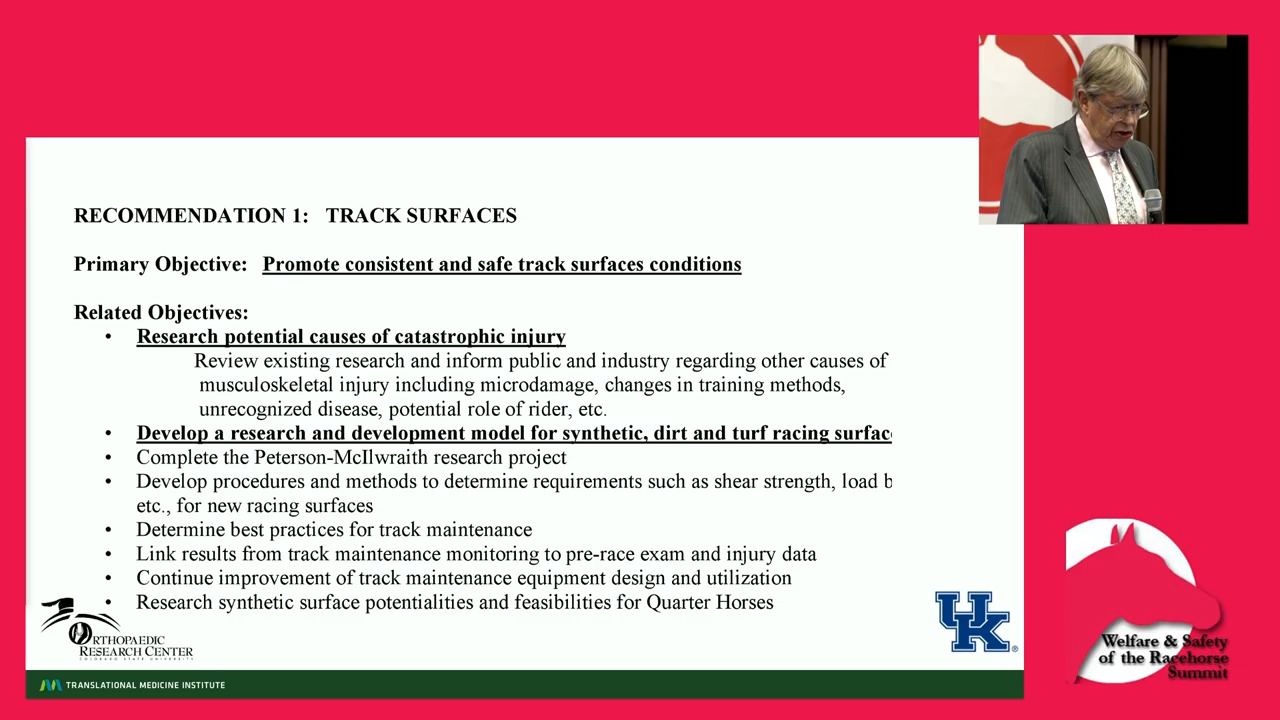 RECOMMENDATION 1: TRACK SURFACES
Primary Objective: Promote consistent and safe track surfaces conditions
Related Objectives:
• Research potential causes of catastrophic injury
Review existing research and inform public and industry regarding other causes of
musculoskeletal injury including microdamage, changes in training methods,
unrecognized disease, potential role of rider, etc.
• Develop a research and development model for synthetic, dirt and turf racing surfac
• Complete the Peterson-McIlwraith research project
• Develop procedures and methods to determine requirements such as shear strength, load b
etc., for new racing surfaces
• Determine best practices for track maintenance
• Link results from track maintenance monitoring to pre-race exam and injury data
• Continue improvement of track maintenance equipment design and utilization
• Research synthetic surface potentialities and feasibilities for Quarter Horses
ORTHOPAEDIC
RESEARCH CENTER
COLORADO STATE UNIVERSITY
UK
TRANSLATIONAL MEDICINE INSTITUTE
Welfare & Safety
of the Racehorse
Summit